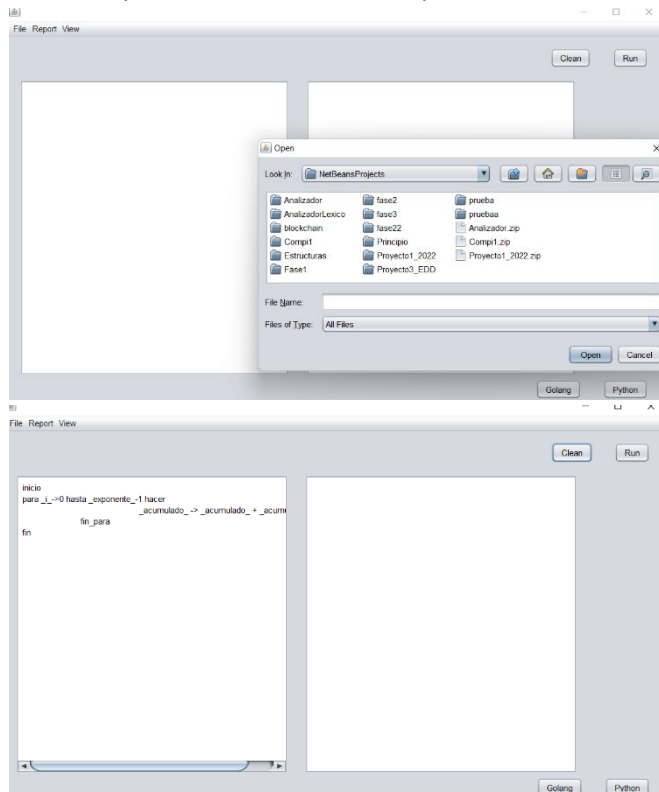 File Report View
Clean Run
Open
Look In: NetBeansProjects
Analizador fase2 prueba
AnalizadorLexico fase3 pruebaa
blockchain fase22 Analizador.zip
Compi1 Principio Compi1.zip
Estructuras Proyecto1_2022 Proyecto1_2022.zip
Fase1 Proyecto3_EDD
File Name:
Files of Type: All Files
Open Cancel
Golang Python
File Report View
Clean Run
inicio
para _i_->0 hasta _exponente_-1 hacer
_acumulado_ -> _acumulado_ + _acum
fin_para
fin
Golang Python